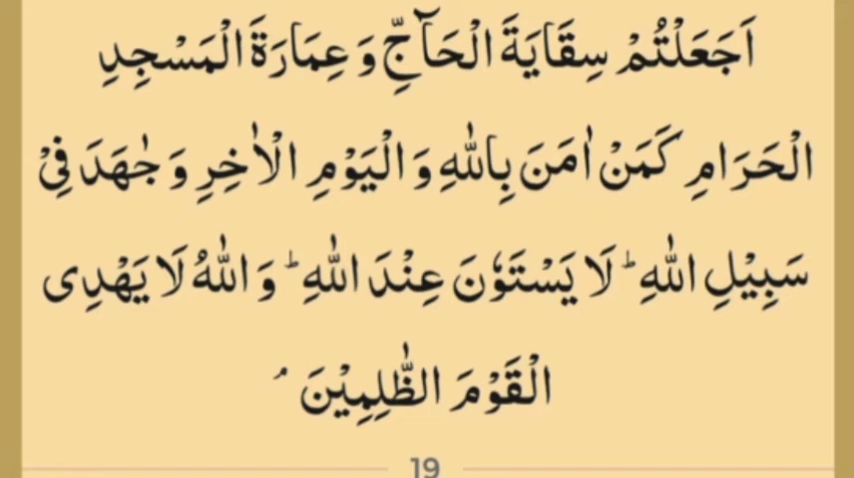 اَجَعَلْتُمْ سِقَايَةَ الْحَآجِّ وَ عِمَارَةَ الْمَسْجِدِ
الْحَرَامِ كَمَنْ اٰمَنَ بِاللّٰهِ وَ الْيَوْمِ الْاٰخِرِ وَ جٰهَدَ فِیْ
سَبِيْلِ اللّٰهِ ؕ لَا يَسْتَوٗنَ عِنْدَ اللّٰهِ ؕ وَ اللّٰهُ لَا يَهْدِی
الْقَوْمَ الظّٰلِمِيْنَ ۘ
19